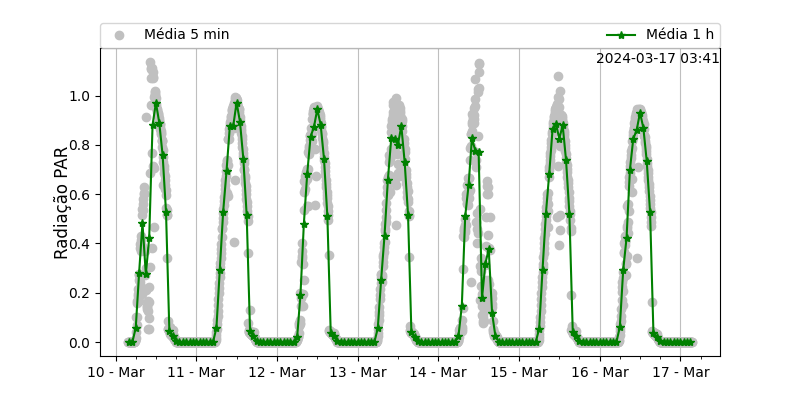 Média 5 min
Média 1 h
2024-03-17 03:41
Radiação PAR
1.0
0.8
0.6
0.4
0.2
0.0
10 - Mar
11 - Mar
12 - Mar
13 - Mar
14 - Mar
15 - Mar
16 - Mar
17 - Mar